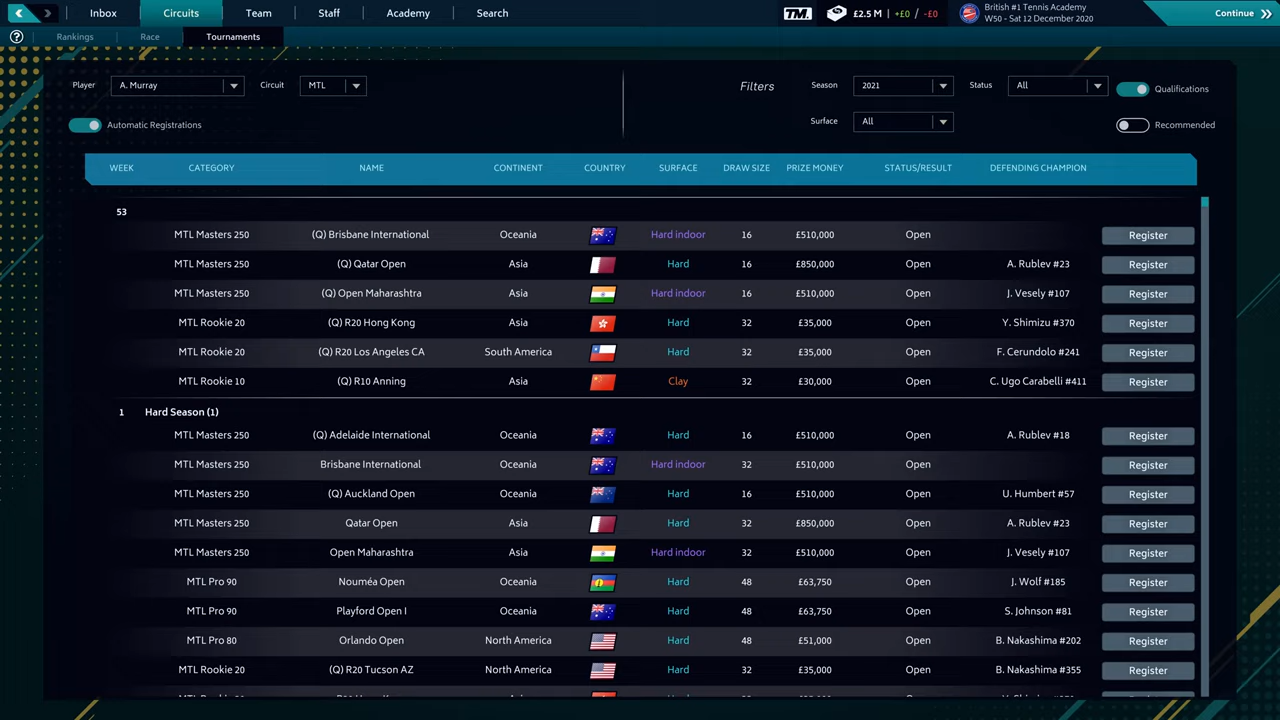 Inbox Circuits Team Staff Academy Search TM. £2.5 M | +£0 / -£0 British #1 Tennis Academy Continue
W50 - Sat 12 December 2020
? Rankings Race Tournaments
Player A. Murray Circuit MTL Filters Season 2021 Status All Qualifications
Automatic Registrations Surface All Recommended
WEEK CATEGORY NAME CONTINENT COUNTRY SURFACE DRAW SIZE PRIZE MONEY STATUS/RESULT DEFENDING CHAMPION
53
MTL Masters 250 (Q) Brisbane International Oceania Hard indoor 16 £510,000 Open Register
MTL Masters 250 (Q) Qatar Open Asia Hard 16 £850,000 Open A. Rublev #23 Register
MTL Masters 250 (Q) Open Maharashtra Asia Hard indoor 16 £510,000 Open J. Vesely #107 Register
MTL Rookie 20 (Q) R20 Hong Kong Asia Hard 32 £35,000 Open Y. Shimizu #370 Register
MTL Rookie 20 (Q) R20 Los Angeles CA South America Hard 32 £35,000 Open F. Cerundolo #241 Register
MTL Rookie 10 (Q) R10 Anning Asia Clay 32 £30,000 Open C. Ugo Carabelli #411 Register
1 Hard Season (1)
MTL Masters 250 (Q) Adelaide International Oceania Hard 16 £510,000 Open A. Rublev #18 Register
MTL Masters 250 Brisbane International Oceania Hard indoor 32 £510,000 Open Register
MTL Masters 250 (Q) Auckland Open Oceania Hard 16 £510,000 Open U. Humbert #57 Register
MTL Masters 250 Qatar Open Asia Hard 32 £850,000 Open A. Rublev #23 Register
MTL Masters 250 Open Maharashtra Asia Hard indoor 32 £510,000 Open J. Vesely #107 Register
MTL Pro 90 Nouméa Open Oceania Hard 48 £63,750 Open J. Wolf #185 Register
MTL Pro 90 Playford Open I Oceania Hard 48 £63,750 Open S. Johnson #81 Register
MTL Pro 80 Orlando Open North America Hard 48 £51,000 Open B. Nakashima #202 Register
MTL Rookie 20 (Q) R20 Tucson AZ North America Hard 32 £35,000 Open B. Nakashima #355 Register